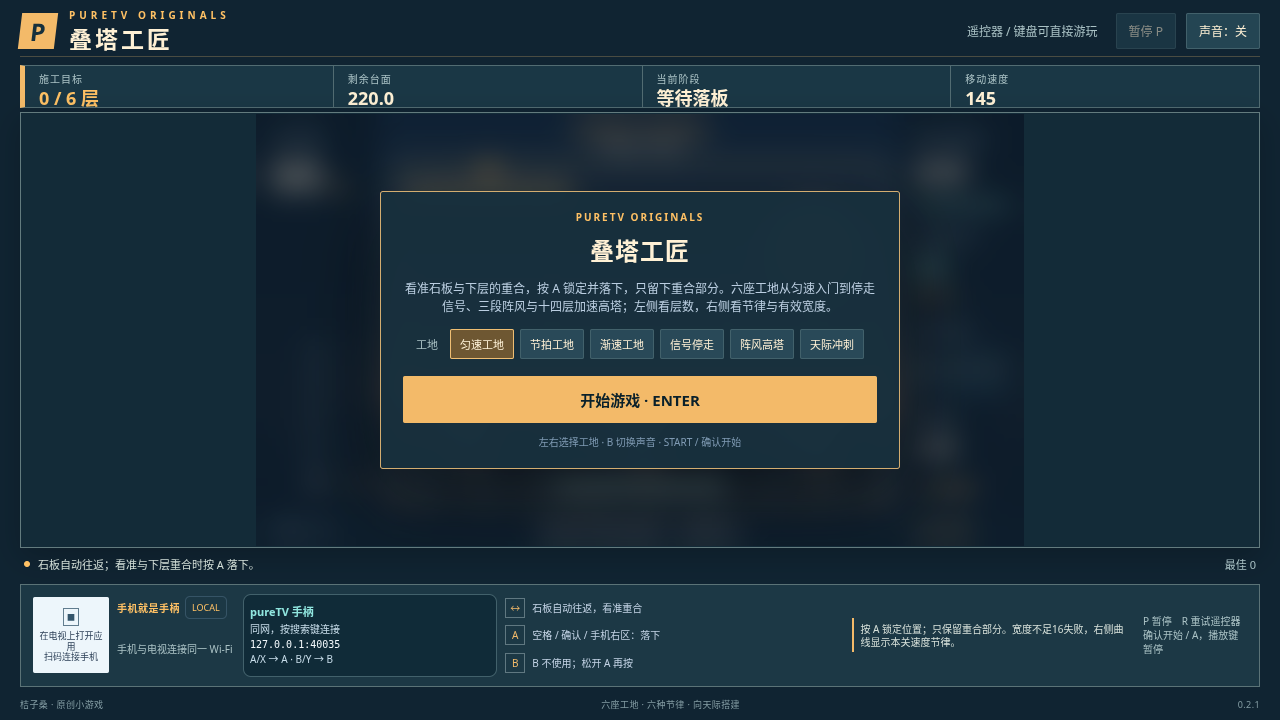 P
PURETV ORIGINALS
叠塔工匠
遥控器 / 键盘可直接游玩
暂停 P
声音：关
施工目标
0 / 6 层
剩余台面
220.0
当前阶段
等待落板
移动速度
145
PURETV ORIGINALS
叠塔工匠
看准石板与下层的重合，按 A 锁定并落下，只留下重合部分。六座工地从匀速入门到停走
信号、三段阵风与十四层加速高塔；左侧看层数，右侧看节律与有效宽度。
工地
匀速工地
节拍工地
渐速工地
信号停走
阵风高塔
天际冲刺
开始游戏 · ENTER
左右选择工地 · B 切换声音 · START / 确认开始
石板自动往返；看准与下层重合时按 A 落下。
最佳 0
在电视上打开应
用
扫码连接手机
手机就是手柄
LOCAL
手机与电视连接同一 Wi-Fi
pureTV 手柄
同网，按搜索键连接
127.0.0.1:40035
A/X → A · B/Y → B
↔ 石板自动往返，看准重合
A 空格 / 确认 / 手机右区：落下
B B 不使用；松开 A 再按
按 A 锁定位置；只保留重合部分。宽度不足16失败，右侧曲
线显示本关速度节律。
P 暂停 R 重试遥控器
确认开始 / A，播放键
暂停
桔子桑 · 原创小游戏
六座工地 · 六种节律 · 向天际搭建
0.2.1